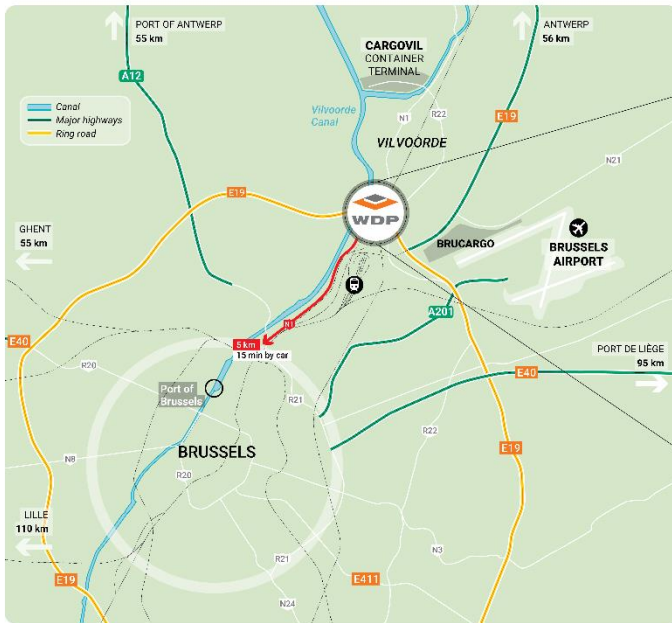 PORT OF ANTWERP
55 km
A12
ANTWERP
56 km
CARGOVIL
CONTAINER
TERMINAL
Canal
Major highways
Ring road
Vilvoorde
Canal
N1
R22
E19
VILVOORDE
N21
E19
WDP
GHENT
55 km
BRUCARGO
BRUSSELS
AIRPORT
A201
N1
5 km
15 min by car
E40
R20
PORT DE LIÈGE
95 km
E40
Port of
Brussels
R21
R22
BRUSSELS
N8
R20
E19
LILLE
110 km
R21
N3
E19
E411
N24